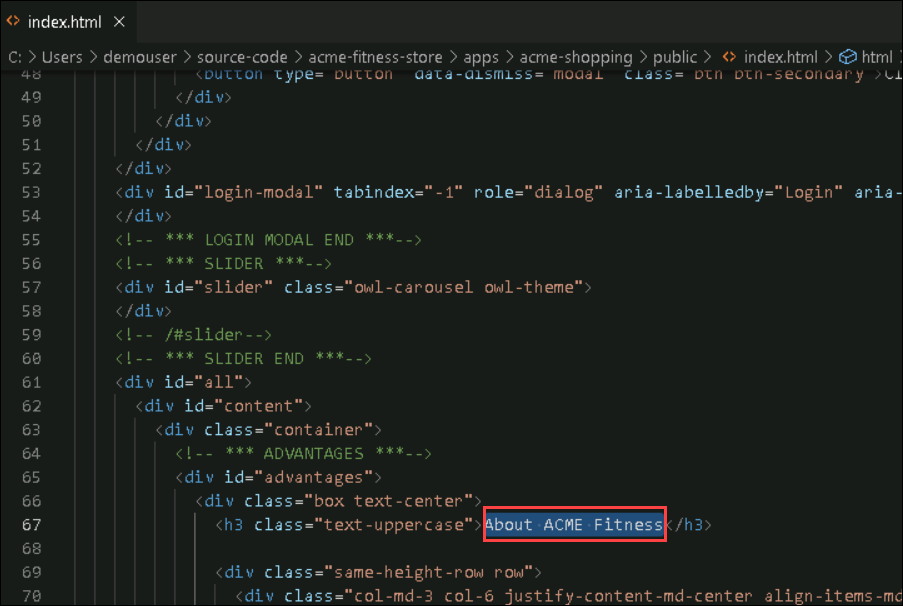 index.html ×
C: > Users > demouser > source-code > acme-fitness-store > apps > acme-shopping > public > index.html > html
48 <button type="button" data-dismiss="modal" class="btn btn-secondary">Cl
49 </div>
50 </div>
51 </div>
52 </div>
53 <div id="login-modal" tabindex="-1" role="dialog" aria-labelledby="Login" aria-
54 </div>
55 <!-- *** LOGIN MODAL END ***-->
56 <!-- *** SLIDER ***-->
57 <div id="slider" class="owl-carousel owl-theme">
58 </div>
59 <!-- /#slider-->
60 <!-- *** SLIDER END ***-->
61 <div id="all">
62 <div id="content">
63 <div class="container">
64 <!-- *** ADVANTAGES ***-->
65 <div id="advantages">
66 <div class="box text-center">
67 <h3 class="text-uppercase">About ACME Fitness</h3>
68
69 <div class="same-height-row row">
70 <div class="col-md-3 col-6 justify-content-md-center align-items-md